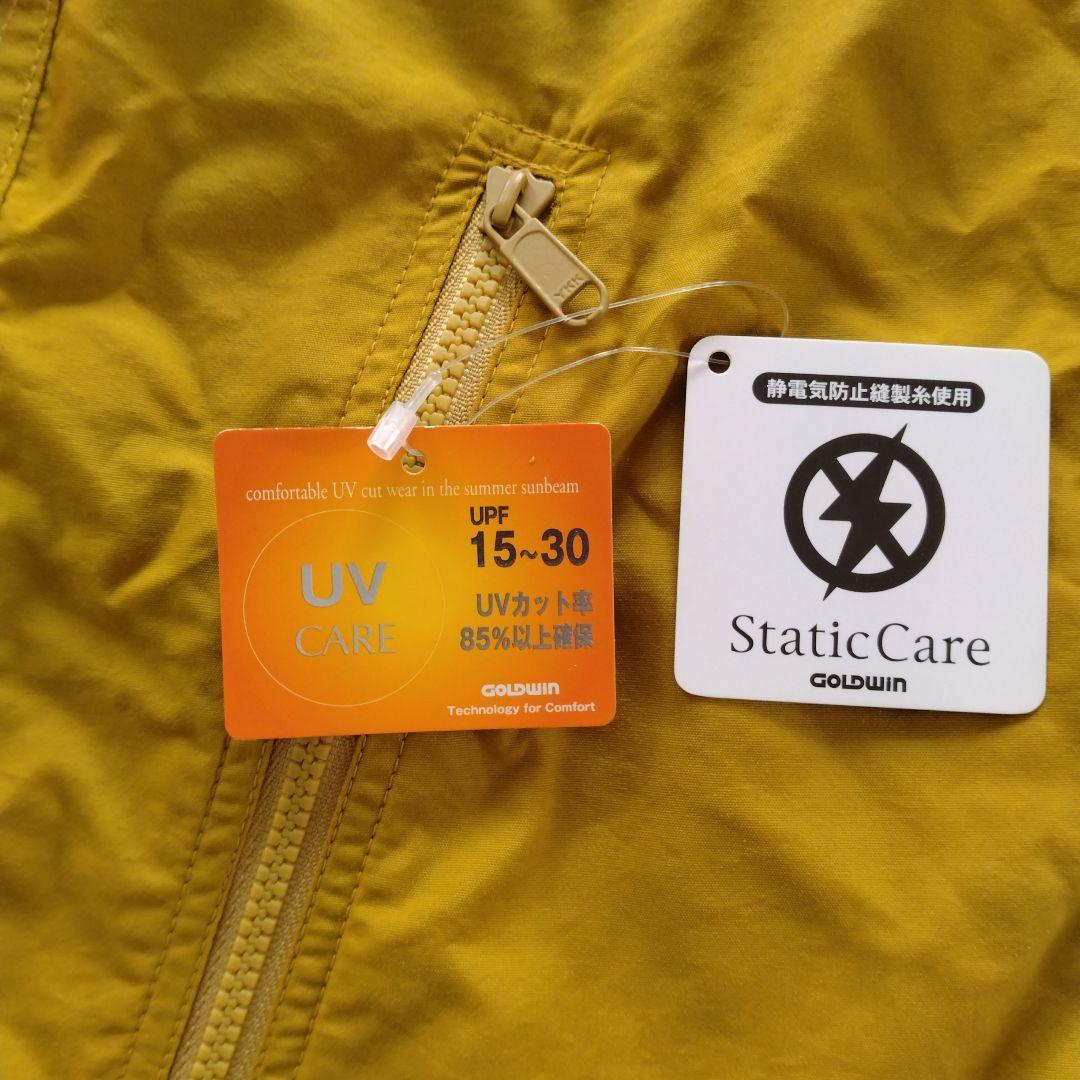 YKK
comfortable UV cut wear in the summer sunbeam
UPF
15~30
UV
CARE
UVカット率
85%以上確保
GOLDWIN
Technology for Comfort
静電気防止縫製糸使用
StaticCare
GOLDWIN